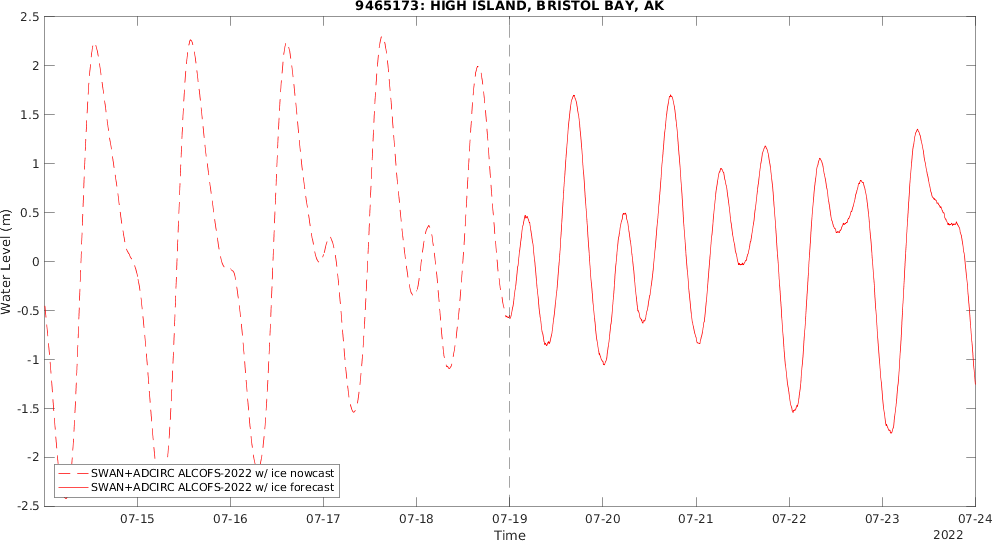 9465173: HIGH ISLAND, BRISTOL BAY, AK
2.5
2
1.5
1
0.5
0
-0.5
-1
-1.5
-2
-2.5
Water Level (m)
SWAN+ADCIRC ALCOFS-2022 w/ ice nowcast
SWAN+ADCIRC ALCOFS-2022 w/ ice forecast
07-15 07-16 07-17 07-18 07-19 07-20 07-21 07-22 07-23 07-24
Time
2022